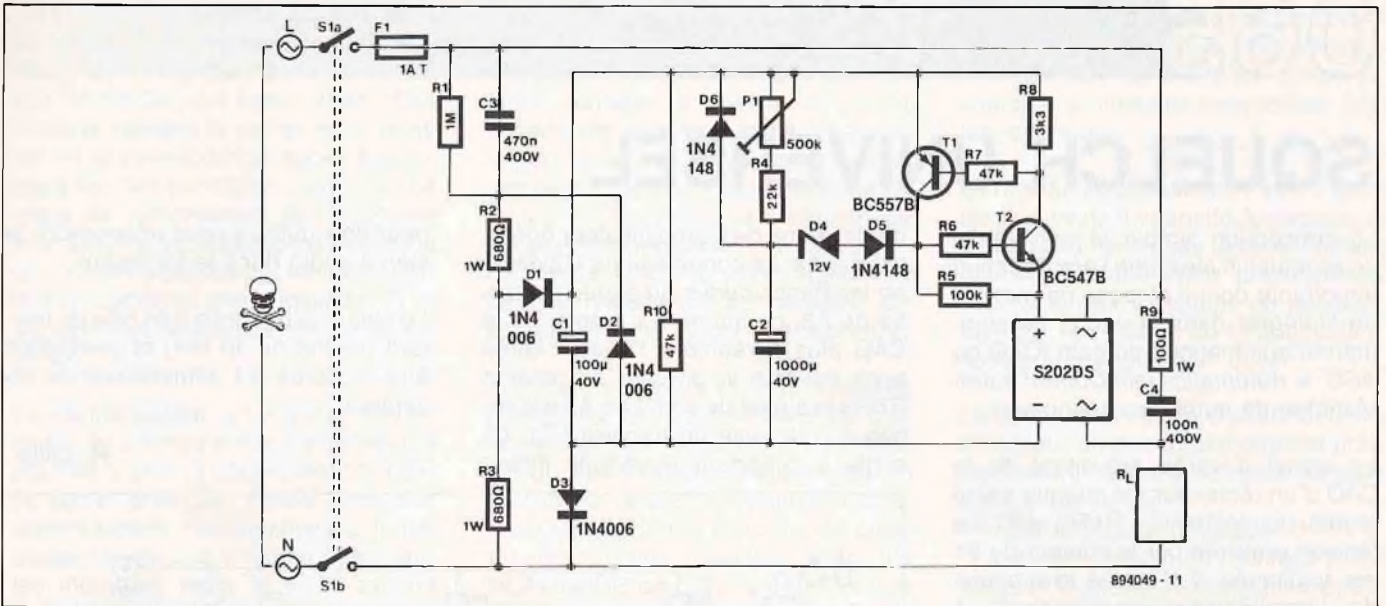 L
S1a
F1
1A T
R1
1M
C3
470n
400V
R2
680Ω
1W
D1
1N4
006
C1
100µ
40V
D2
1N4
006
R10
47k
D6
1N4
148
P1
500k
R4
22k
C2
1000µ
40V
D4
12V
D5
1N4148
T1
BC557B
R7
47k
R8
3k3
R6
47k
T2
BC547B
R5
100k
S202DS
–
~
R9
100Ω
1W
C4
100n
400V
RL
R3
680Ω
1W
D3
1N4006
N
S1b
894049 - 11